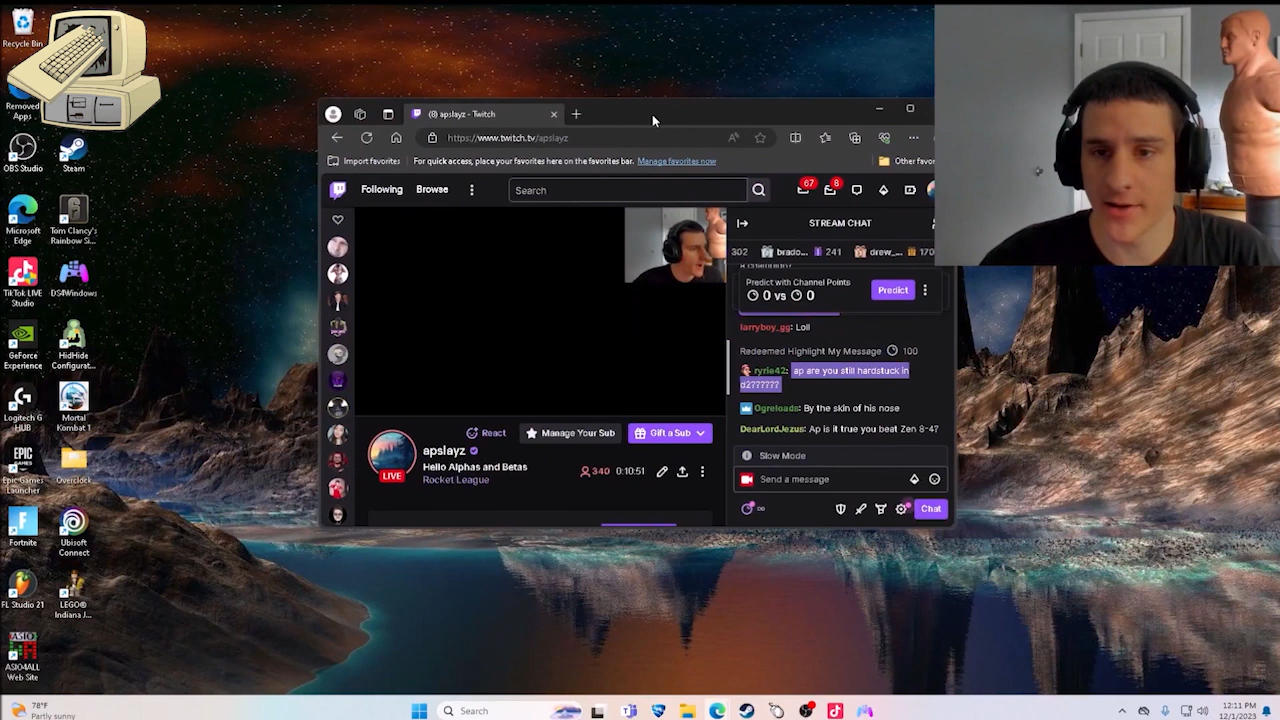 Recycle Bin
Removed
Apps
OBS Studio
Steam
Microsoft
Edge
Tom Clancy's
Rainbow Si...
TikTok LIVE
Studio
DS4Windows
GeForce
Experience
HidHide
Configurat...
Logitech G
HUB
Mortal
Kombat 1
EPIC
GAMES
Epic Games
Launcher
Overclock
Fortnite
Ubisoft
Connect
FL Studio 21
LEGO®
Indiana J...
ASIO4ALL
Web Site
(8) apslayz - Twitch
https://www.twitch.tv/apslayz
Import favorites
For quick access, place your favorites here on the favorites bar. Manage favorites now
Other favor
Following
Browse
Search
67
8
STREAM CHAT
302 brado... 241 drew_... 170
Predict with Channel Points
0 vs 0
Predict
larryboy_gg: Loll
Redeemed Highlight My Message 100
ryrie42: ap are you still hardstuck in
d2??????
Ogreloads: By the skin of his nose
DearLordJezus: Ap is it true you beat Zen 8-4?
Slow Mode
Send a message
Chat
React
Manage Your Sub
Gift a Sub
apslayz
LIVE
Hello Alphas and Betas
Rocket League
340 0:10:51
78°F
Partly sunny
Search
12:11 PM
12/1/2023